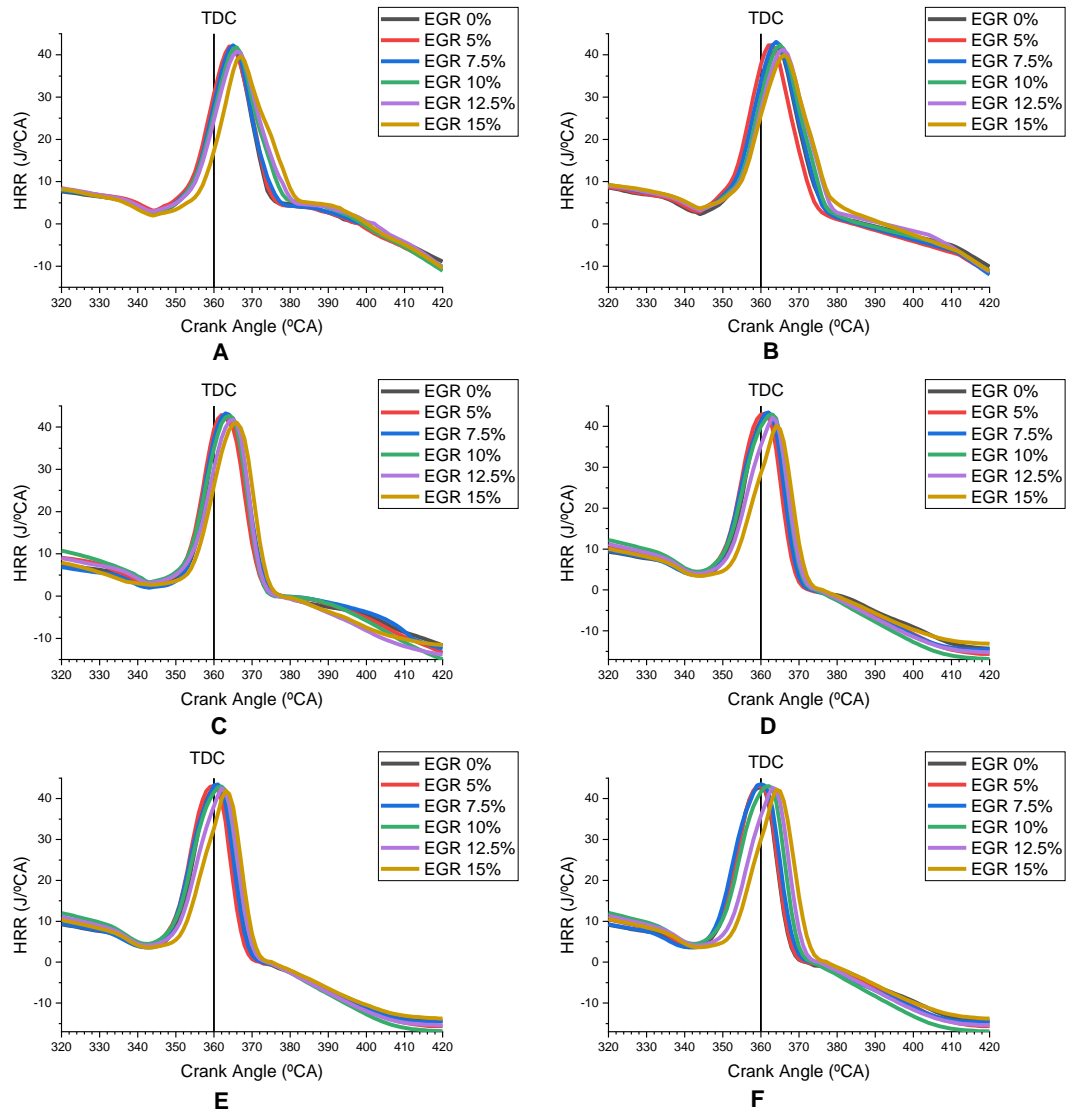 TDC
EGR 0%
EGR 5%
EGR 7.5%
EGR 10%
EGR 12.5%
EGR 15%
HRR (J/ºCA)
40
30
20
10
0
-10
320 330 340 350 360 370 380 390 400 410 420
Crank Angle (ºCA)
A
TDC
EGR 0%
EGR 5%
EGR 7.5%
EGR 10%
EGR 12.5%
EGR 15%
HRR (J/ºCA)
40
30
20
10
0
-10
320 330 340 350 360 370 380 390 400 410 420
Crank Angle (ºCA)
B
TDC
EGR 0%
EGR 5%
EGR 7.5%
EGR 10%
EGR 12.5%
EGR 15%
HRR (J/ºCA)
40
30
20
10
0
-10
320 330 340 350 360 370 380 390 400 410 420
Crank Angle (ºCA)
C
TDC
EGR 0%
EGR 5%
EGR 7.5%
EGR 10%
EGR 12.5%
EGR 15%
HRR (J/ºCA)
40
30
20
10
0
-10
320 330 340 350 360 370 380 390 400 410 420
Crank Angle (ºCA)
D
TDC
EGR 0%
EGR 5%
EGR 7.5%
EGR 10%
EGR 12.5%
EGR 15%
HRR (J/ºCA)
40
30
20
10
0
-10
320 330 340 350 360 370 380 390 400 410 420
Crank Angle (ºCA)
E
TDC
EGR 0%
EGR 5%
EGR 7.5%
EGR 10%
EGR 12.5%
EGR 15%
HRR (J/ºCA)
40
30
20
10
0
-10
320 330 340 350 360 370 380 390 400 410 420
Crank Angle (ºCA)
F